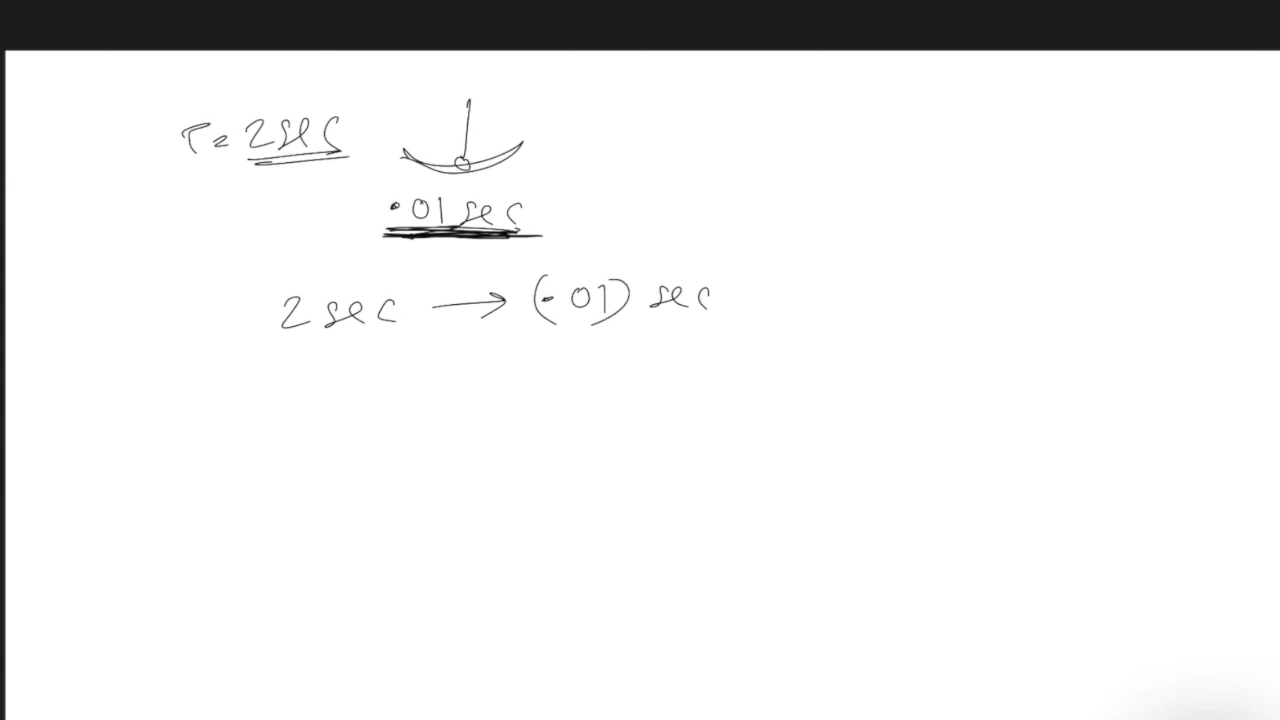 T = 2 sec
.01 sec
2 sec → (.01) sec